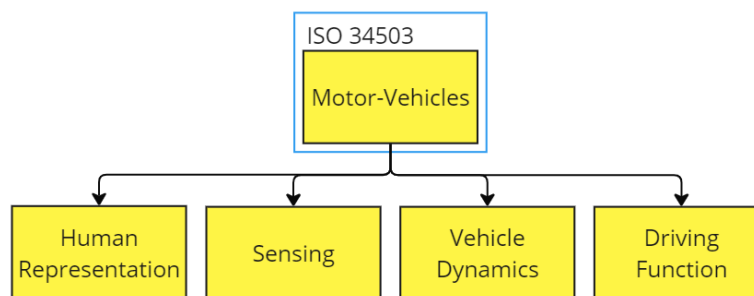 ISO 34503
Motor-Vehicles
Human
Representation
Sensing
Vehicle
Dynamics
Driving
Function